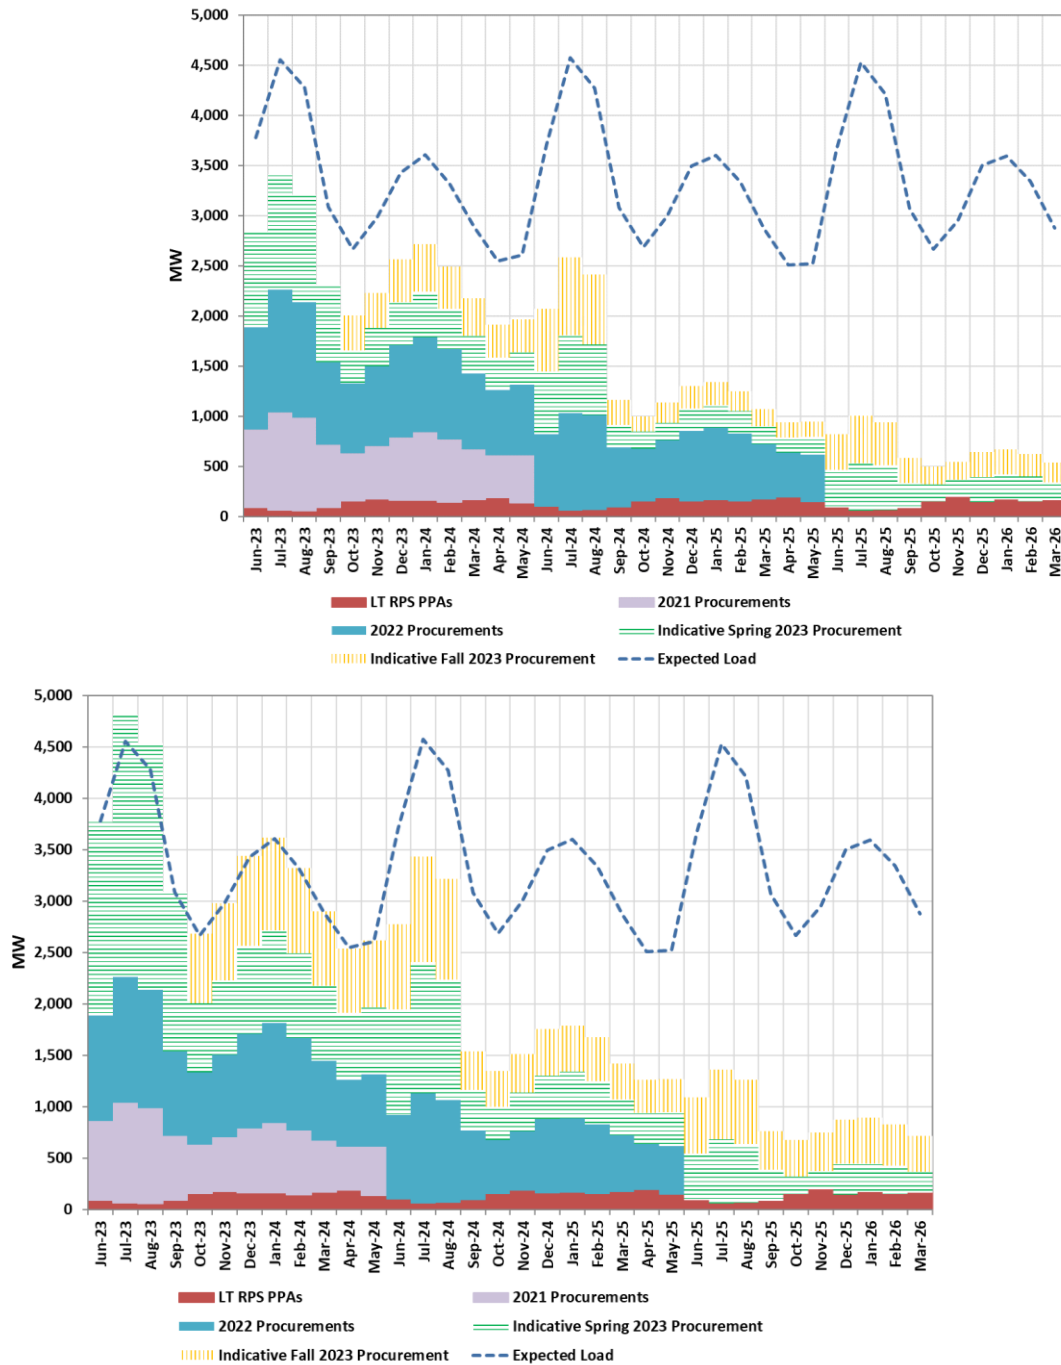 5,000
4,500
4,000
3,500
3,000
2,500
2,000
1,500
1,000
500
0
MW
Jun-23 Jul-23 Aug-23 Sep-23 Oct-23 Nov-23 Dec-23 Jan-24 Feb-24 Mar-24 Apr-24 May-24 Jun-24 Jul-24 Aug-24 Sep-24 Oct-24 Nov-24 Dec-24 Jan-25 Feb-25 Mar-25 Apr-25 May-25 Jun-25 Jul-25 Aug-25 Sep-25 Oct-25 Nov-25 Dec-25 Jan-26 Feb-26 Mar-26
LT RPS PPAs 2021 Procurements
2022 Procurements Indicative Spring 2023 Procurement
Indicative Fall 2023 Procurement Expected Load
5,000
4,500
4,000
3,500
3,000
2,500
2,000
1,500
1,000
500
0
MW
Jun-23 Jul-23 Aug-23 Sep-23 Oct-23 Nov-23 Dec-23 Jan-24 Feb-24 Mar-24 Apr-24 May-24 Jun-24 Jul-24 Aug-24 Sep-24 Oct-24 Nov-24 Dec-24 Jan-25 Feb-25 Mar-25 Apr-25 May-25 Jun-25 Jul-25 Aug-25 Sep-25 Oct-25 Nov-25 Dec-25 Jan-26 Feb-26 Mar-26
LT RPS PPAs 2021 Procurements
2022 Procurements Indicative Spring 2023 Procurement
Indicative Fall 2023 Procurement Expected Load